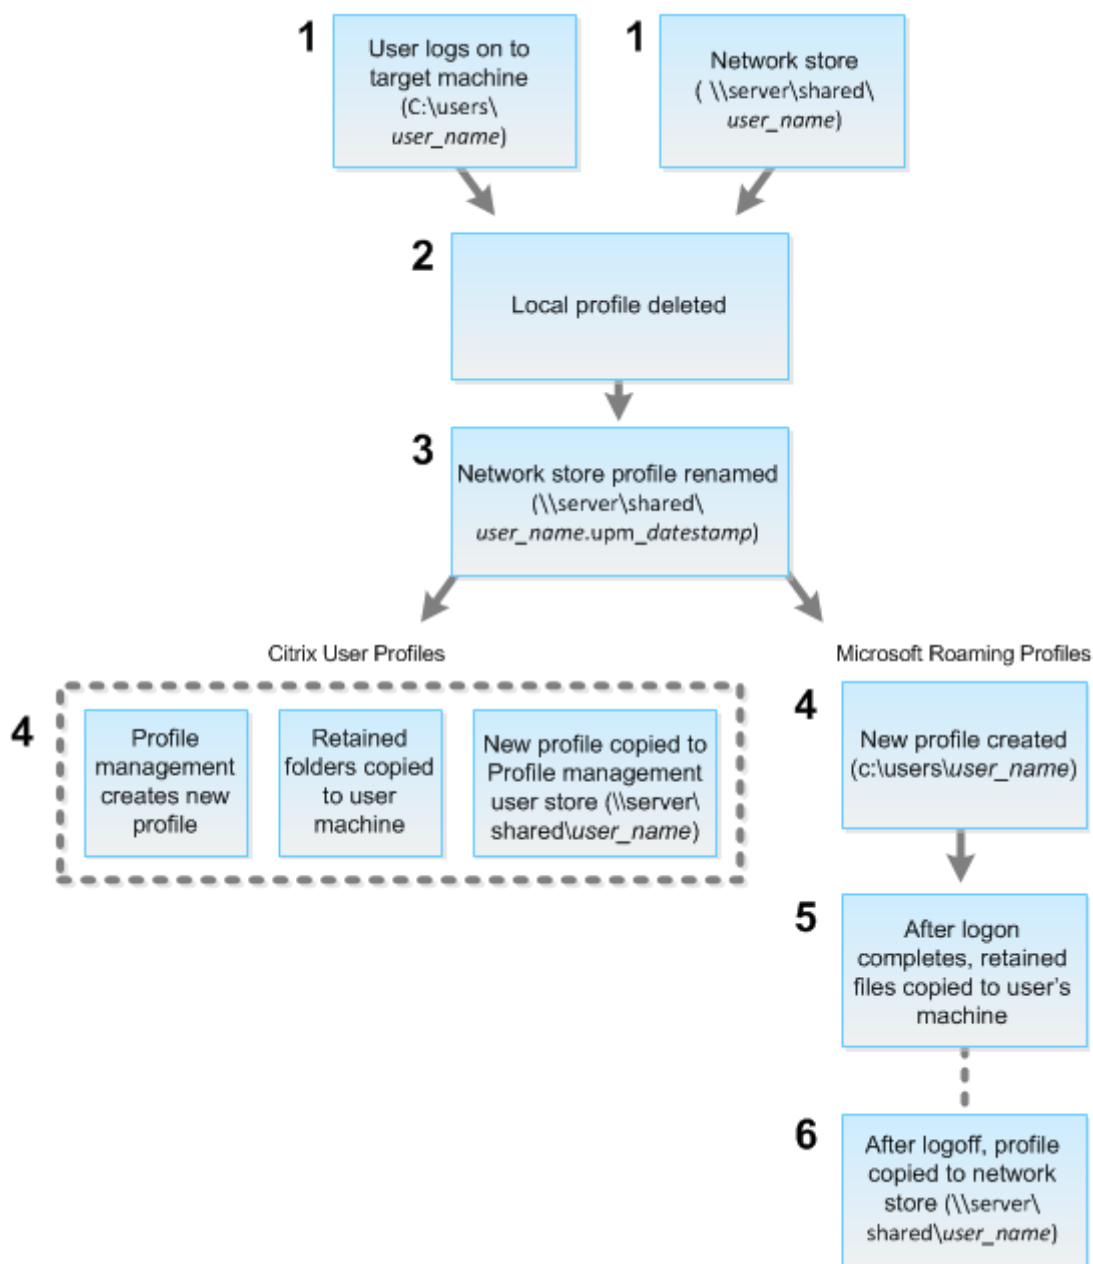 1
User logs on to
target machine
(C:\users\
user_name)
1
Network store
( \\server\shared\
user_name)
2
Local profile deleted
3
Network store profile renamed
(\\server\shared\
user_name.upm_datestamp)
Citrix User Profiles
4
Profile
management
creates new
profile
Retained
folders copied
to user
machine
New profile copied to
Profile management
user store (\\server\
shared\user_name)
Microsoft Roaming Profiles
4
New profile created
(c:\users\user_name)
5
After logon
completes, retained
files copied to user's
machine
6
After logoff, profile
copied to network
store (\\server\
shared\user_name)